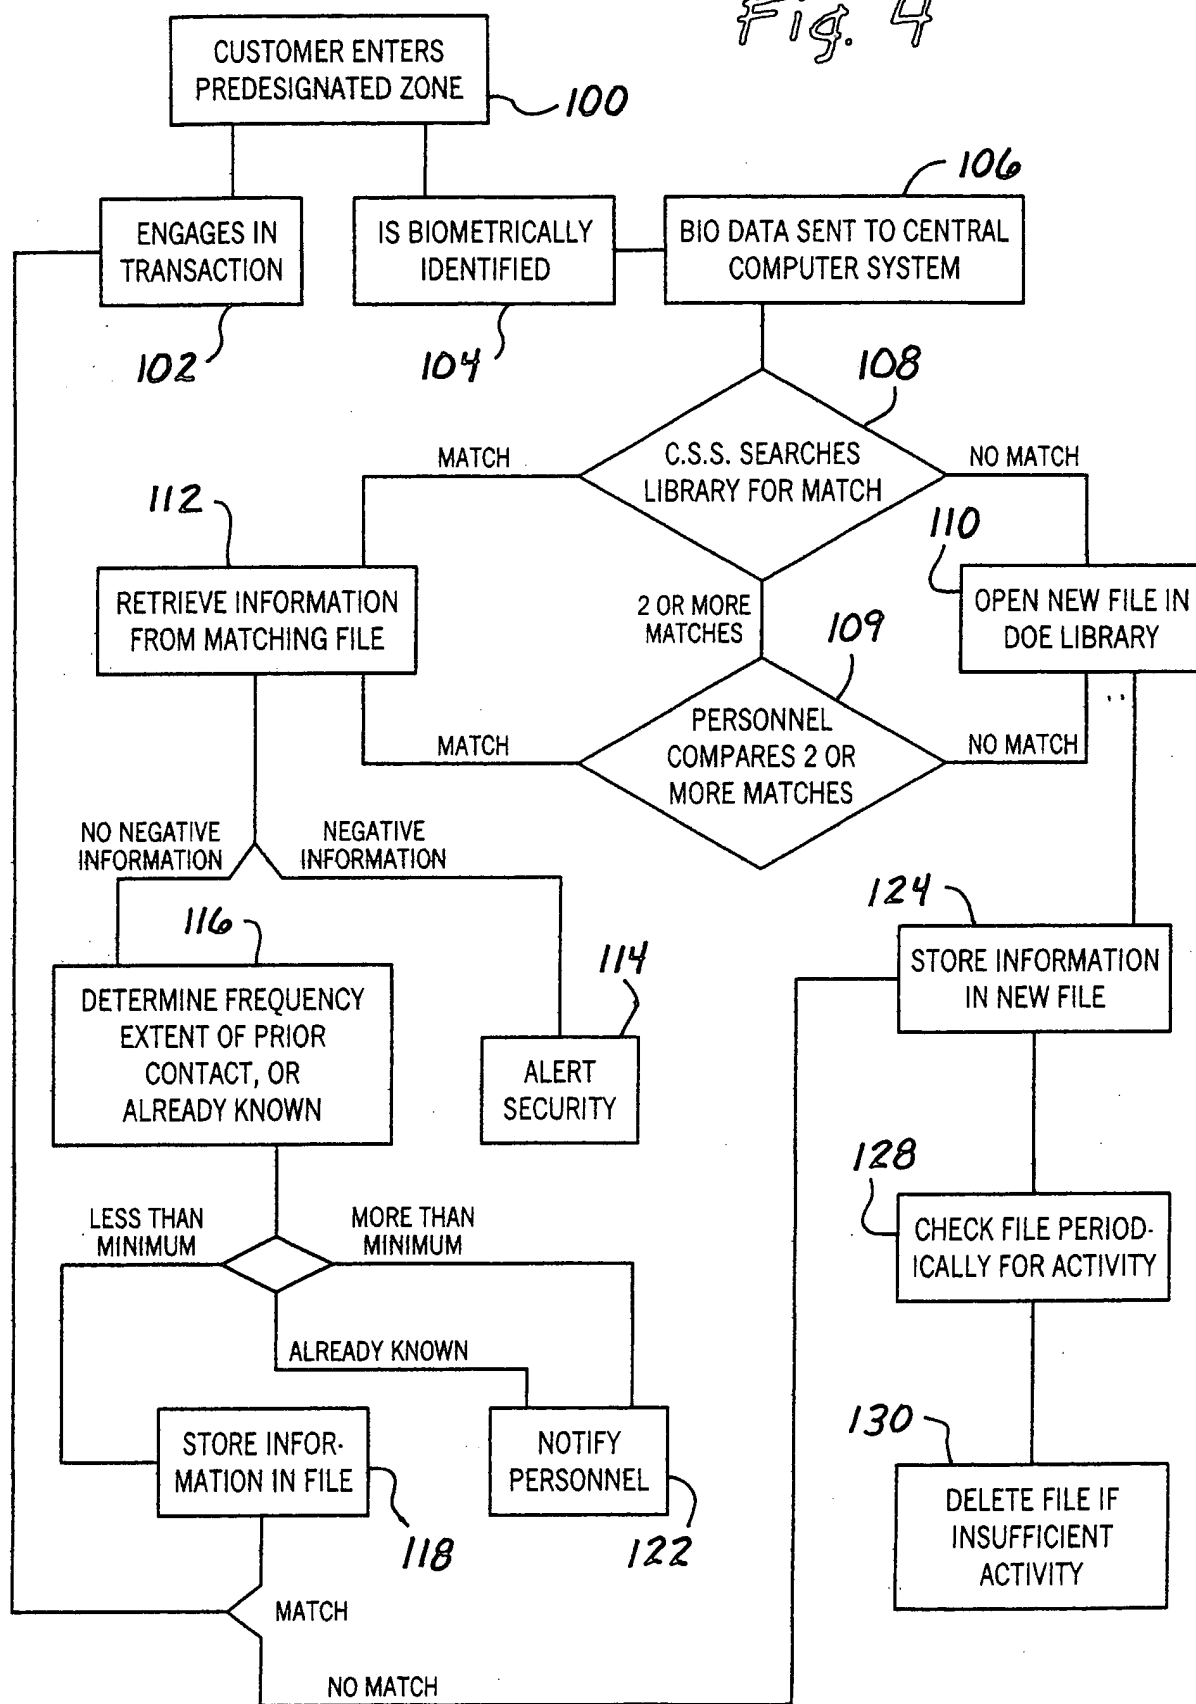 Fig. 4
CUSTOMER ENTERS
PREDESIGNATED ZONE
100
106
ENGAGES IN
TRANSACTION
IS BIOMETRICALLY
IDENTIFIED
BIO DATA SENT TO CENTRAL
COMPUTER SYSTEM
102
104
108
MATCH
C.S.S. SEARCHES
LIBRARY FOR MATCH
NO MATCH
112
110
RETRIEVE INFORMATION
FROM MATCHING FILE
2 OR MORE
MATCHES
109
OPEN NEW FILE IN
DOE LIBRARY
MATCH
PERSONNEL
COMPARES 2 OR
MORE MATCHES
NO MATCH
NO NEGATIVE
INFORMATION
NEGATIVE
INFORMATION
116
124
114
DETERMINE FREQUENCY
EXTENT OF PRIOR
CONTACT, OR
ALREADY KNOWN
ALERT
SECURITY
STORE INFORMATION
IN NEW FILE
128
LESS THAN
MINIMUM
MORE THAN
MINIMUM
CHECK FILE PERIOD-
ICALLY FOR ACTIVITY
ALREADY KNOWN
130
STORE INFOR-
MATION IN FILE
NOTIFY
PERSONNEL
118
122
DELETE FILE IF
INSUFFICIENT
ACTIVITY
MATCH
NO MATCH